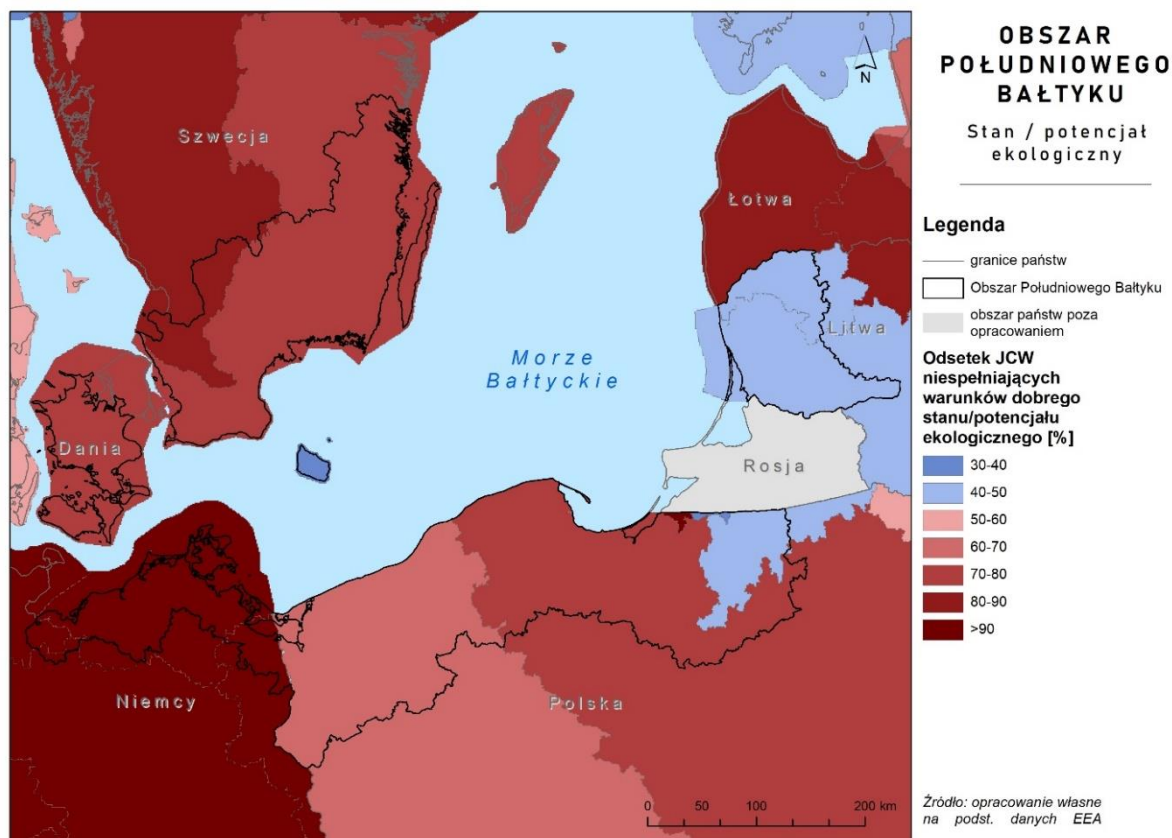 OBSZAR
POŁUDNIOWEGO
BAŁTYKU
Stan / potencjał
ekologiczny
Legenda
granice państw
Obszar Południowego Bałtyku
obszar państw poza
opracowaniem
Odsetek JCW
niespełniających
warunków dobrego
stanu/potencjału
ekologicznego [%]
30-40
40-50
50-60
60-70
70-80
80-90
>90
Źródło: opracowanie własne
na podst. danych EEA
N
Szwecja
Łotwa
Litwa
Morze
Bałtyckie
Dania
Rosja
Niemcy
Polska
0 50 100 200 km